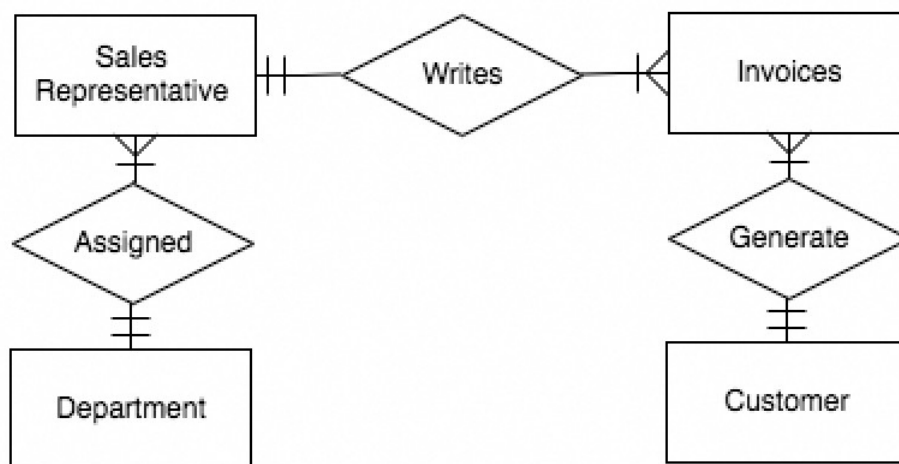 Sales
Representative
Writes
Invoices
Assigned
Generate
Department
Customer